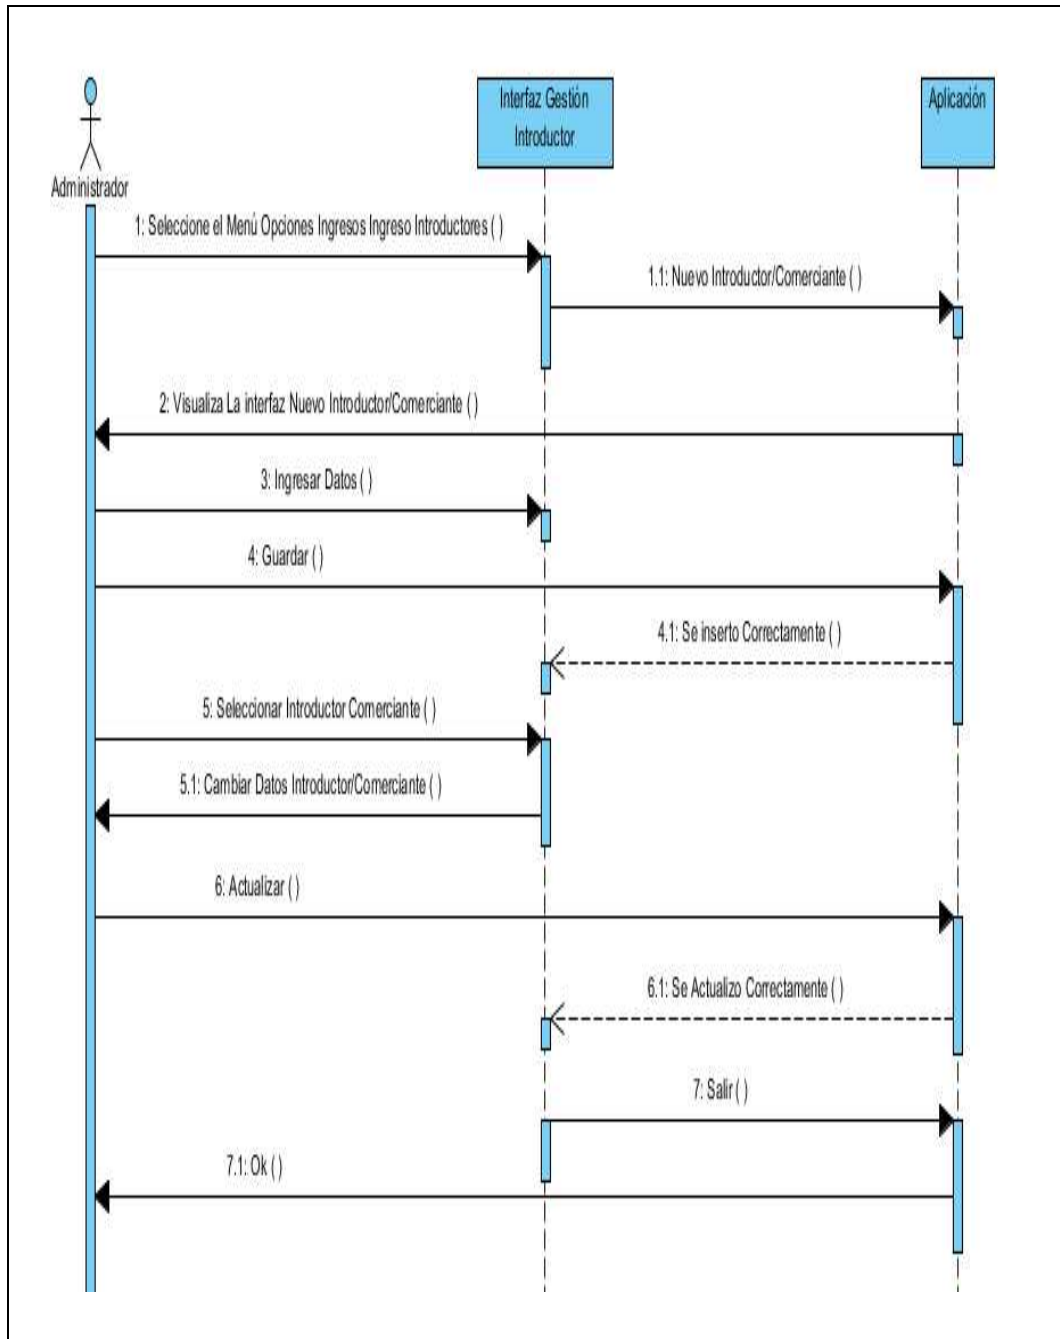 Interfaz Gestión
Introductor
Aplicación
Administrador
1: Seleccione el Menú Opciones Ingresos Ingreso Introductores ( )
1.1: Nuevo Introductor/Comerciante ( )
2: Visualiza La interfaz Nuevo Introductor/Comerciante ( )
3: Ingresar Datos ( )
4: Guardar ( )
4.1: Se inserto Correctamente ( )
5: Seleccionar Introductor Comerciante ( )
5.1: Cambiar Datos Introductor/Comerciante ( )
6: Actualizar ( )
6.1: Se Actualizo Correctamente ( )
7: Salir ( )
7.1: Ok ( )